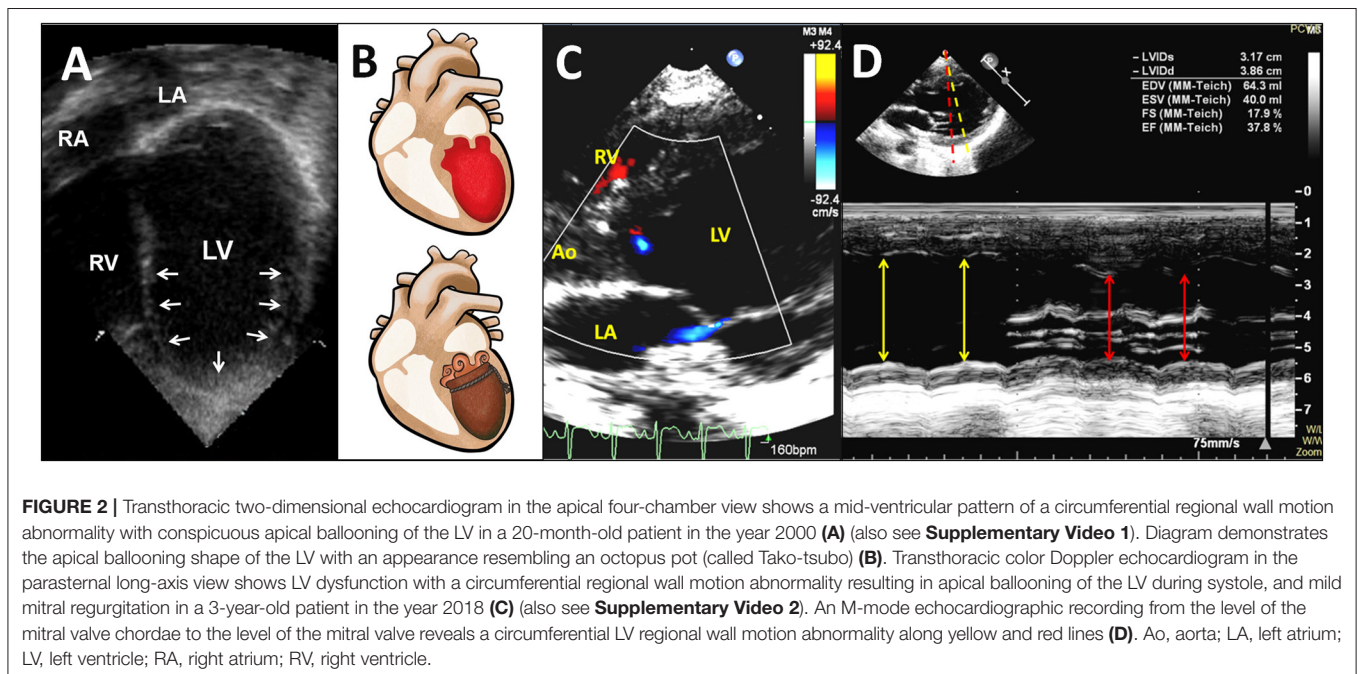 A
LA
RA
RV
LV
B
C
M3 M4
+92.4
-92.4
cm/s
RV
LV
Ao
LA
160bpm
D
- LVIDs 3.17 cm
- LVIDd 3.86 cm
EDV (MM-Teich) 64.3 ml
ESV (MM-Teich) 40.0 ml
FS (MM-Teich) 17.9 %
EF (MM-Teich) 37.8 %
X
0
1
2
3
4
5
6
7
75mm/s
Zoom
FIGURE 2 | Transthoracic two-dimensional echocardiogram in the apical four-chamber view shows a mid-ventricular pattern of a circumferential regional wall motion
abnormality with conspicuous apical ballooning of the LV in a 20-month-old patient in the year 2000 (A) (also see Supplementary Video 1). Diagram demonstrates
the apical ballooning shape of the LV with an appearance resembling an octopus pot (called Tako-tsubo) (B). Transthoracic color Doppler echocardiogram in the
parasternal long-axis view shows LV dysfunction with a circumferential regional wall motion abnormality resulting in apical ballooning of the LV during systole, and mild
mitral regurgitation in a 3-year-old patient in the year 2018 (C) (also see Supplementary Video 2). An M-mode echocardiographic recording from the level of the
mitral valve chordae to the level of the mitral valve reveals a circumferential LV regional wall motion abnormality along yellow and red lines (D). Ao, aorta; LA, left atrium;
LV, left ventricle; RA, right atrium; RV, right ventricle.